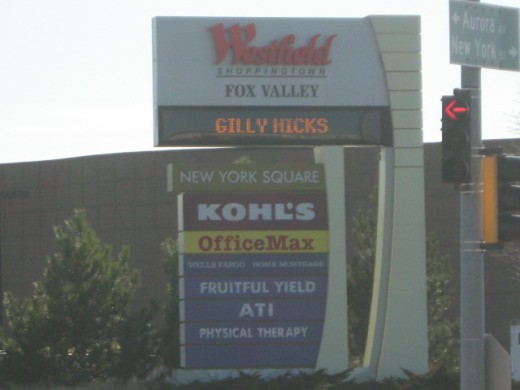 Westfield
SHOPPINGTOWN
FOX VALLEY
GILLY HICKS
NEW YORK SQUARE
KOHL'S
OfficeMax
WELLS FARGO HOME MORTGAGE
FRUITFUL YIELD
ATI
PHYSICAL THERAPY
Aurora
New York